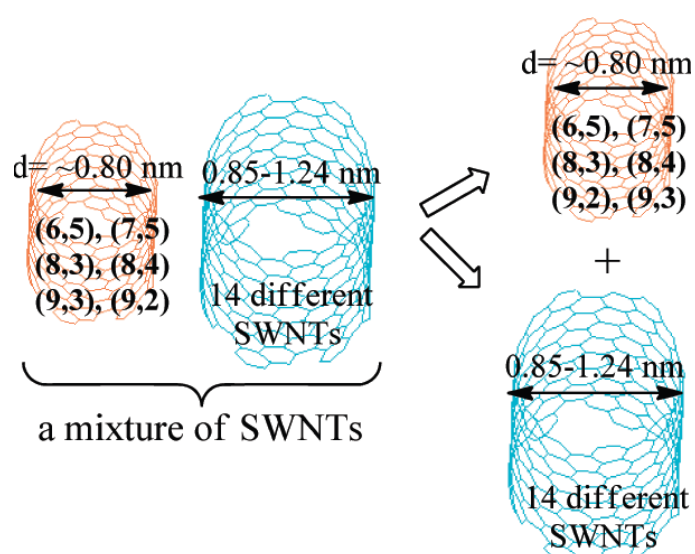 d= ~0.80 nm
(6,5), (7,5)
(8,3), (8,4)
(9,3), (9,2)
0.85-1.24 nm
14 different
SWNTs
a mixture of SWNTs
d= ~0.80 nm
(6,5), (7,5)
(8,3), (8,4)
(9,2), (9,3)
+
0.85-1.24 nm
14 different
SWNTs